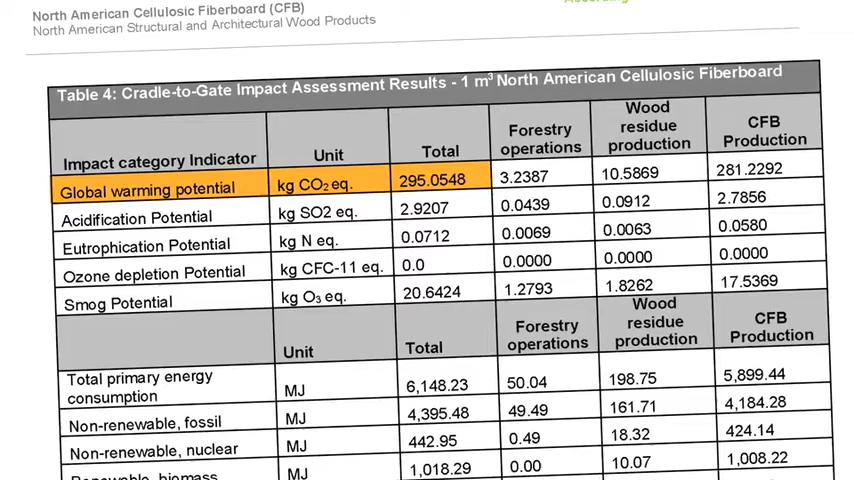 North American Cellulosic Fiberboard (CFB)
North American Structural and Architectural Wood Products
According
Table 4: Cradle-to-Gate Impact Assessment Results - 1 m³ North American Cellulosic Fiberboard
Impact category Indicator Unit Total Forestry operations Wood residue production CFB Production
Global warming potential kg CO2 eq. 295.0548 3.2387 10.5869 281.2292
Acidification Potential kg SO2 eq. 2.9207 0.0439 0.0912 2.7856
Eutrophication Potential kg N eq. 0.0712 0.0069 0.0063 0.0580
Ozone depletion Potential kg CFC-11 eq. 0.0 0.0000 0.0000 0.0000
Smog Potential kg O3 eq. 20.6424 1.2793 1.8262 17.5369
Unit Total Forestry operations Wood residue production CFB Production
Total primary energy consumption MJ 6,148.23 50.04 198.75 5,899.44
Non-renewable, fossil MJ 4,395.48 49.49 161.71 4,184.28
Non-renewable, nuclear MJ 442.95 0.49 18.32 424.14
Renewable, biomass MJ 1,018.29 0.00 10.07 1,008.22